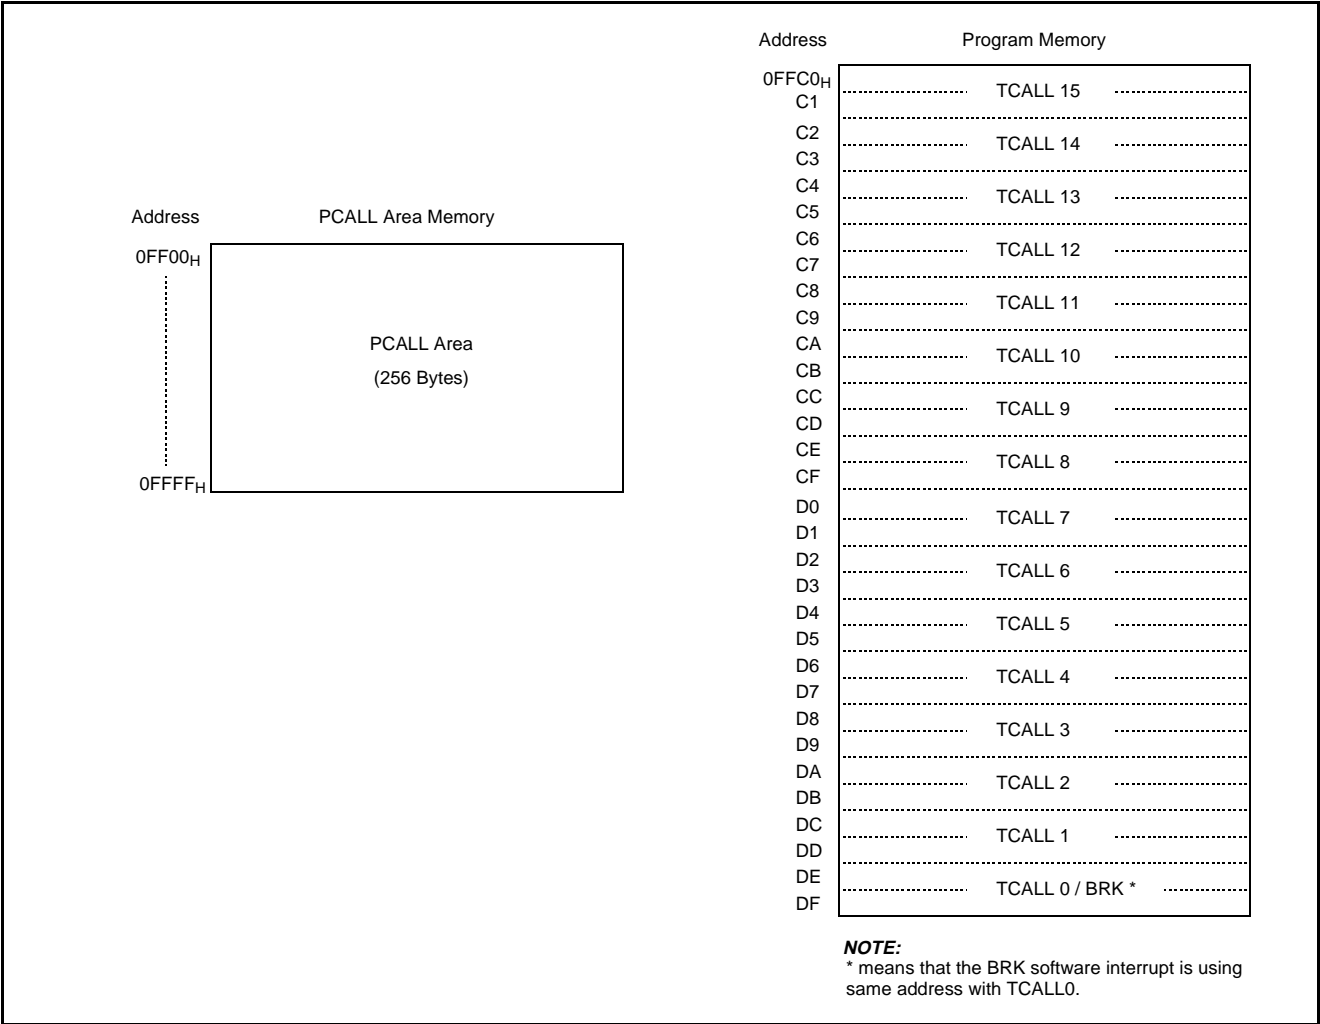 Address PCALL Area Memory
0FF00H
PCALL Area
(256 Bytes)
0FFFFH
Address Program Memory
0FFC0H
C1
TCALL 15
C2
C3
TCALL 14
C4
C5
TCALL 13
C6
C7
TCALL 12
C8
C9
TCALL 11
CA
CB
TCALL 10
CC
CD
TCALL 9
CE
CF
TCALL 8
D0
D1
TCALL 7
D2
D3
TCALL 6
D4
D5
TCALL 5
D6
D7
TCALL 4
D8
D9
TCALL 3
DA
DB
TCALL 2
DC
DD
TCALL 1
DE
DF
TCALL 0 / BRK *
NOTE:
* means that the BRK software interrupt is using
same address with TCALL0.